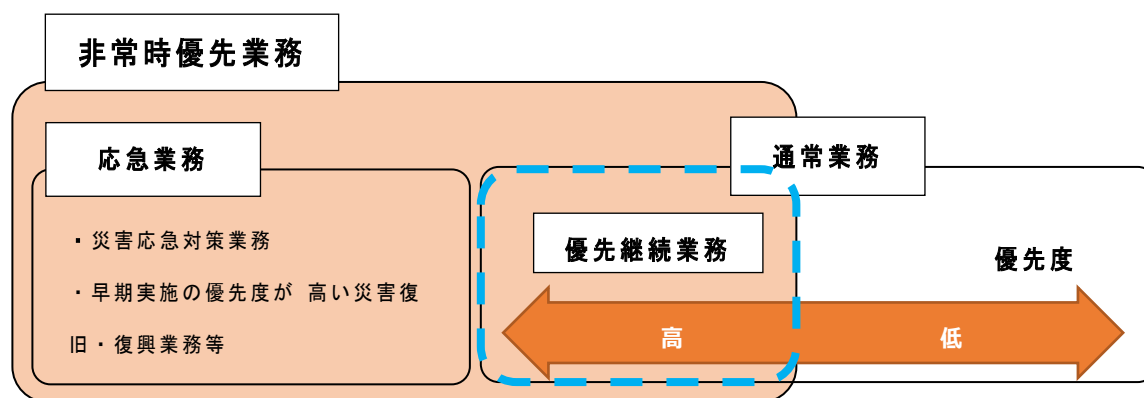 非常時優先業務
応急業務
・災害応急対策業務
・早期実施の優先度が 高い災害復
旧・復興業務等
通常業務
優先継続業務
優先度
高
低